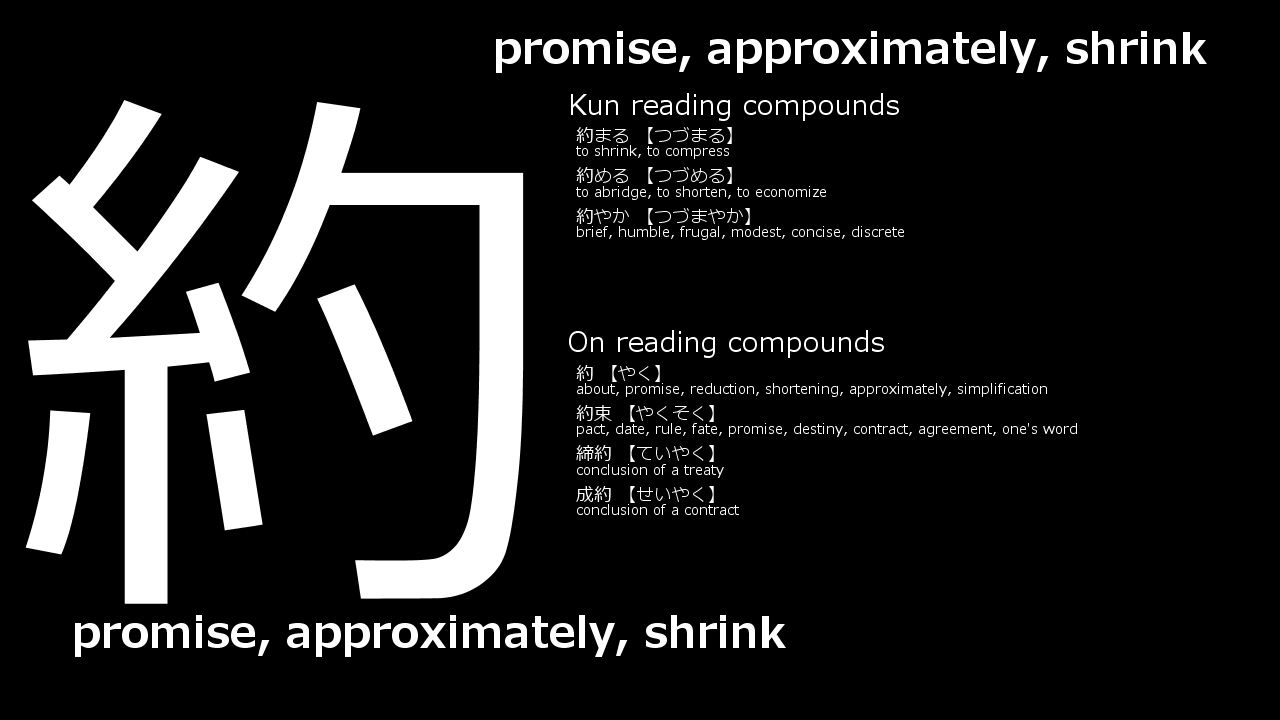 promise, approximately, shrink
約
Kun reading compounds
約まる 【つづまる】
to shrink, to compress
約める 【つづめる】
to abridge, to shorten, to economize
約やか 【つづまやか】
brief, humble, frugal, modest, concise, discrete
On reading compounds
約 【やく】
about, promise, reduction, shortening, approximately, simplification
約束 【やくそく】
pact, date, rule, fate, promise, destiny, contract, agreement, one's word
締約 【ていやく】
conclusion of a treaty
成約 【せいやく】
conclusion of a contract
promise, approximately, shrink